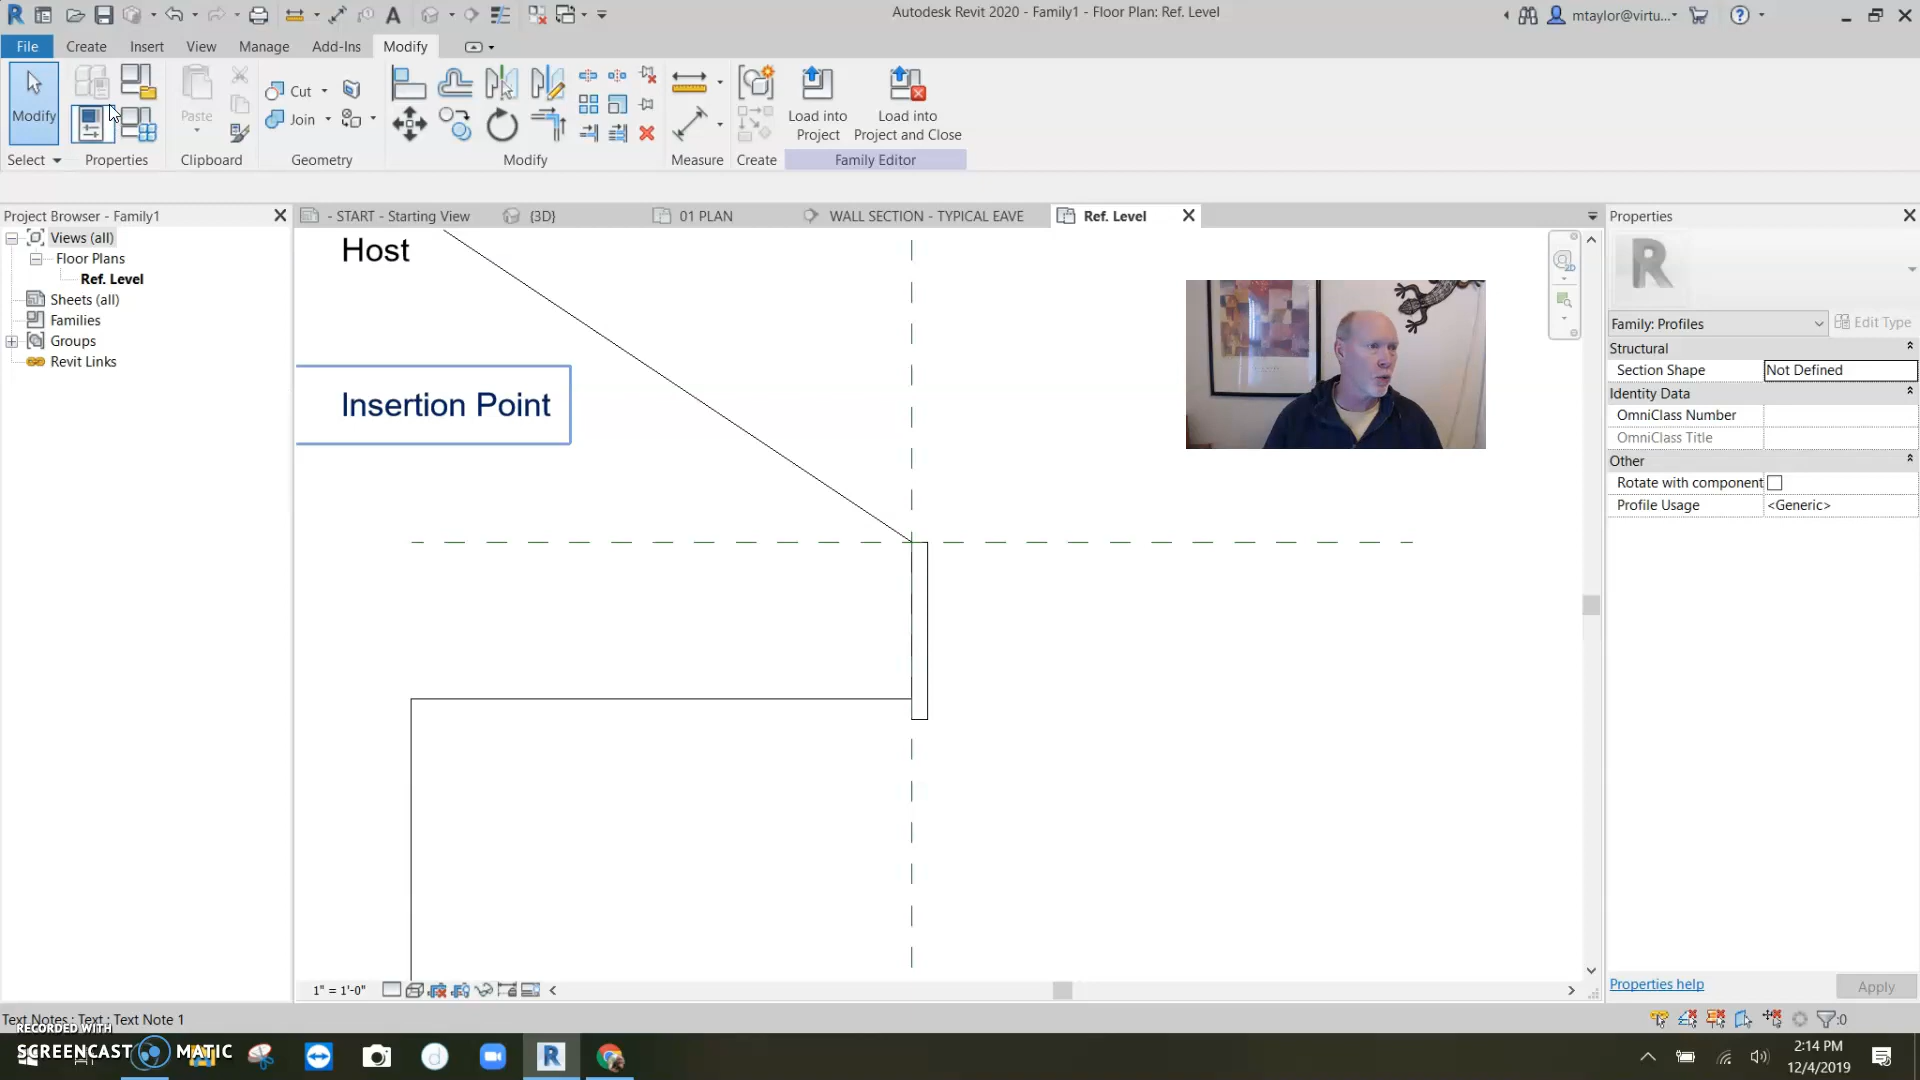 Autodesk Revit 2020 - Family1 - Floor Plan: Ref. Level
mtaylor@virtu...
File Create Insert View Manage Add-Ins Modify
Modify
Paste
Cut
Join
Load into
Project
Load into
Project and Close
Select Properties Clipboard Geometry Modify Measure Create Family Editor
Project Browser - Family1
Views (all)
Floor Plans
Ref. Level
Sheets (all)
Families
Groups
Revit Links
- START - Starting View
{3D}
01 PLAN
WALL SECTION - TYPICAL EAVE
Ref. Level
Host
Insertion Point
Properties
Family: Profiles
Edit Type
Structural
Section Shape Not Defined
Identity Data
OmniClass Number
OmniClass Title
Other
Rotate with component
Profile Usage <Generic>
Properties help
Apply
1" = 1'-0"
Text Notes : Text : Text Note 1
:0
RECORDED WITH
SCREENCAST MATIC
2:14 PM
12/4/2019